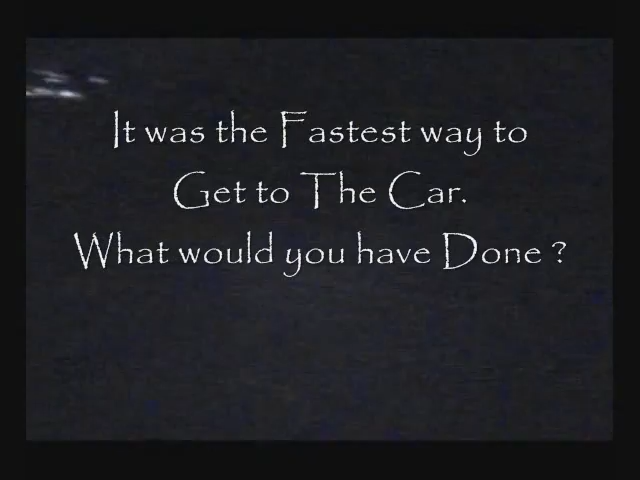 It was the Fastest way to
Get to The Car.
What would you have Done ?